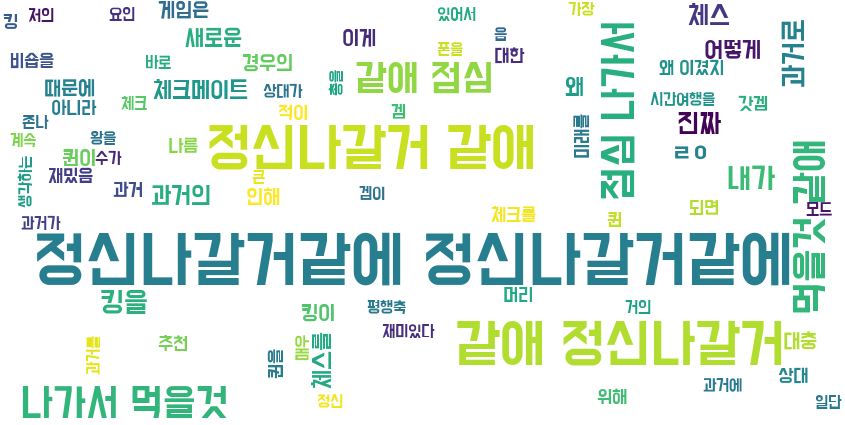 킹 저의 요인 게임은 있어서 가장 체스
새로운 이게 음 과거로
비숍을 바로 경우의 폰을 대한 어떻게
때문에 체크메이트 상대가 총을 같애 점심 왜 왜 이겼지
아니라 체크 적이 겜 점심 나가서 시간여행을 갓겜
존나 미래를 진짜
계속 왕을 나름 정신나갈거 같애 ㄹㅇ
퀸이 수가
생각하는 재밌음 큰 내가
과거 과거의 인해 겜이 먹을것 같애
과거가 체크를 퀸 되면 모드
정신나갈거같에 정신나갈거같에
킹을 킹이 평행축 머리 거의
재미있다 같애 정신나갈거 대충
과거를 추천 퀸을 체스를
나가서 먹을것 정신 위해 과거에 상대
일단